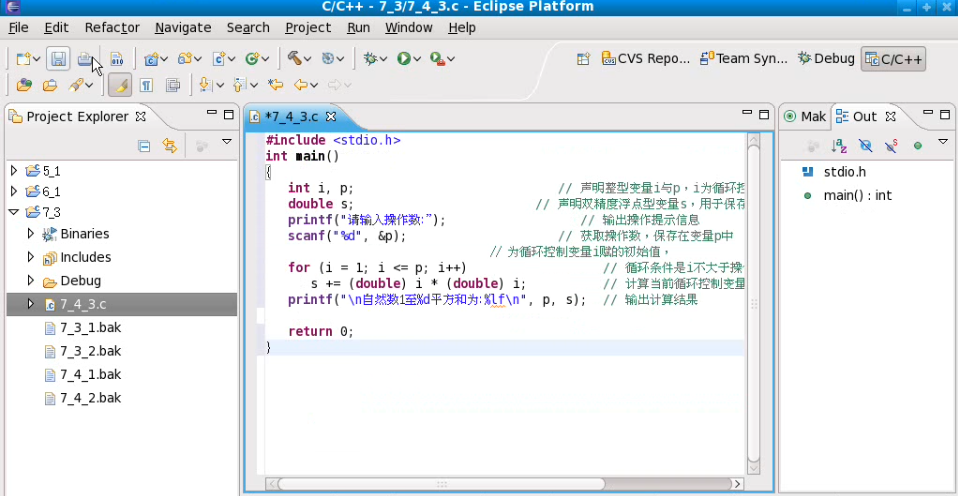 C/C++ - 7_3/7_4_3.c - Eclipse Platform
File Edit Refactor Navigate Search Project Run Window Help
CVS Repo... Team Syn... Debug C/C++
Project Explorer
*7_4_3.c
Mak Out
5_1
6_1
7_3
Binaries
Includes
Debug
7_4_3.c
7_3_1.bak
7_3_2.bak
7_4_1.bak
7_4_2.bak
#include <stdio.h>
int main()
{
int i, p; // 声明整型变量i与p，i为循环控
double s; // 声明双精度浮点型变量s，用于保存
printf("请输入操作数:”); // 输出操作提示信息
scanf("%d", &p); // 获取操作数，保存在变量p中
// 为循环控制变量i赋的初始值，
for (i = 1; i <= p; i++) // 循环条件是i不大于操
s += (double) i * (double) i; // 计算当前循环控制变量
printf("\n自然数1至%d平方和为:%lf\n", p, s); // 输出计算结果
return 0;
}
stdio.h
main() : int